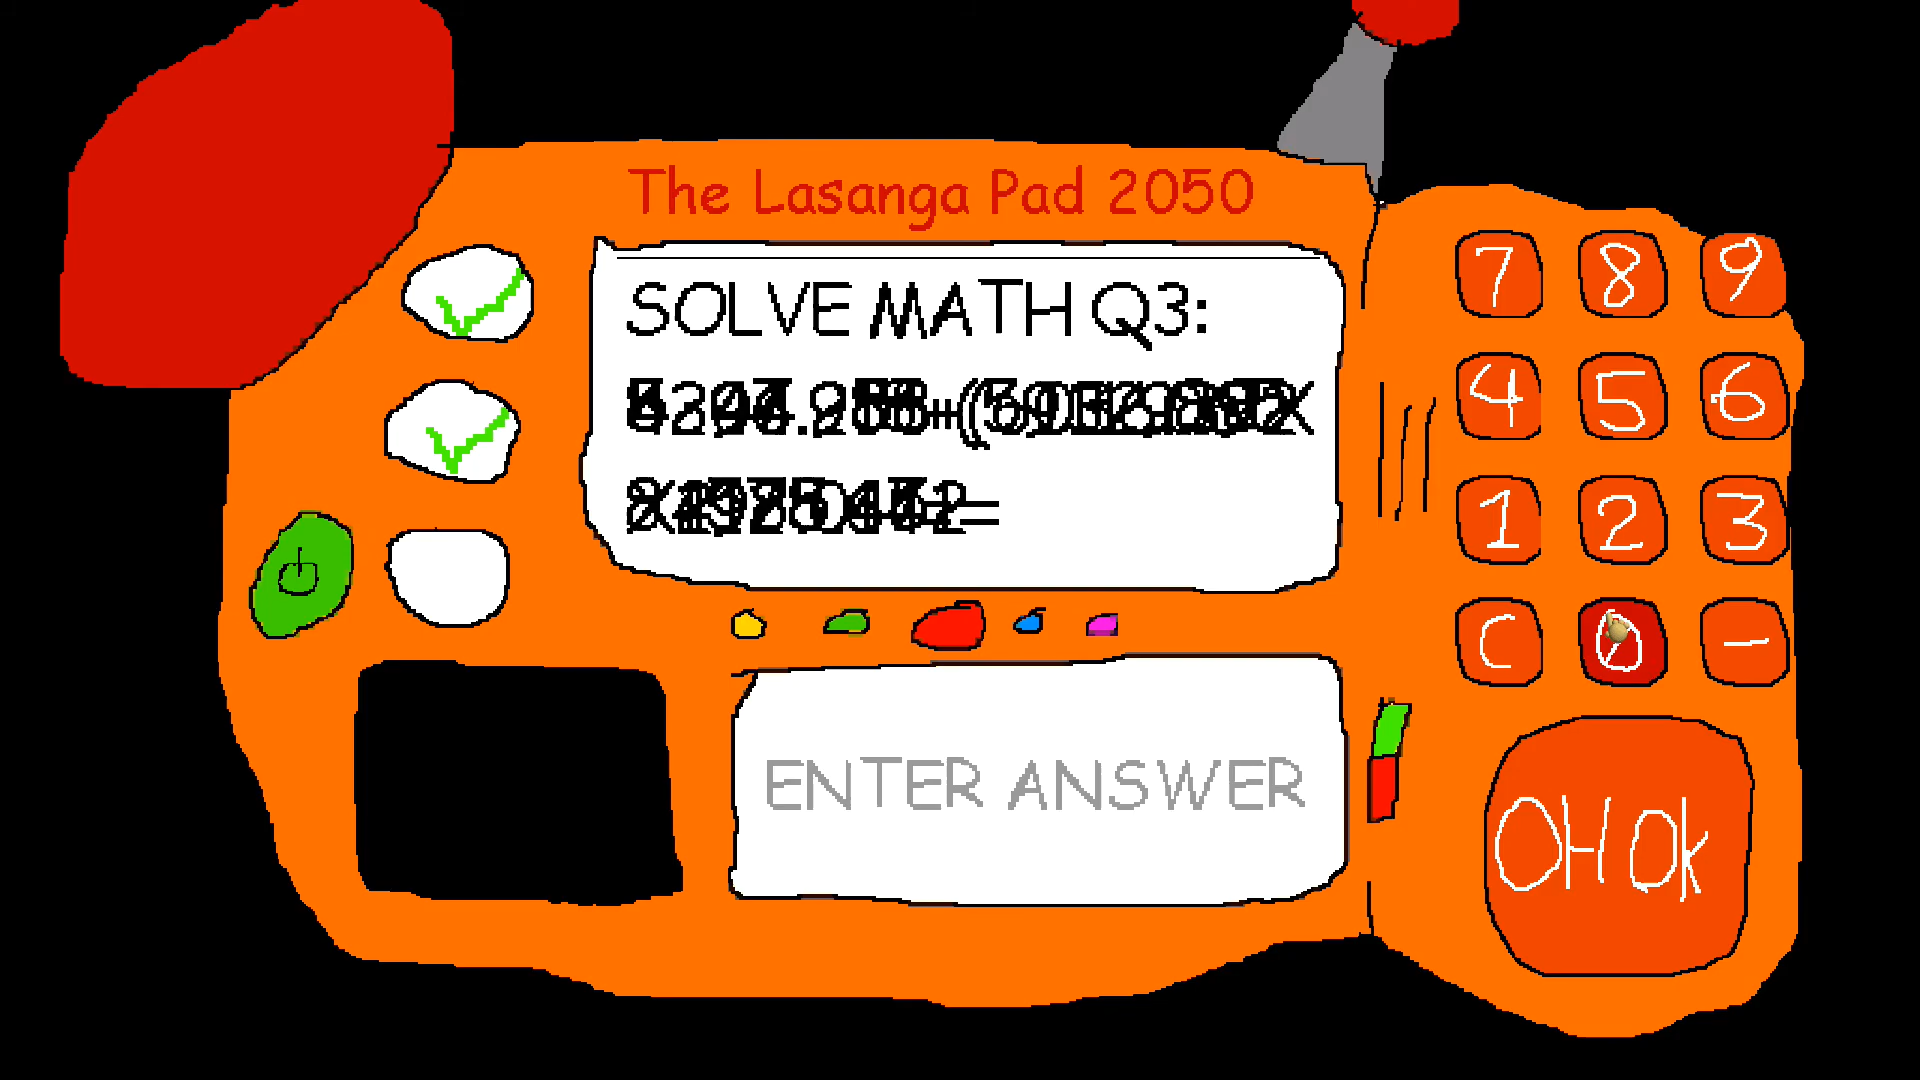 The Lasanga Pad 2050
SOLVE MATH Q3:
7 8 9
4 5 6
1 2 3
C 0 -
ENTER ANSWER
OH OK